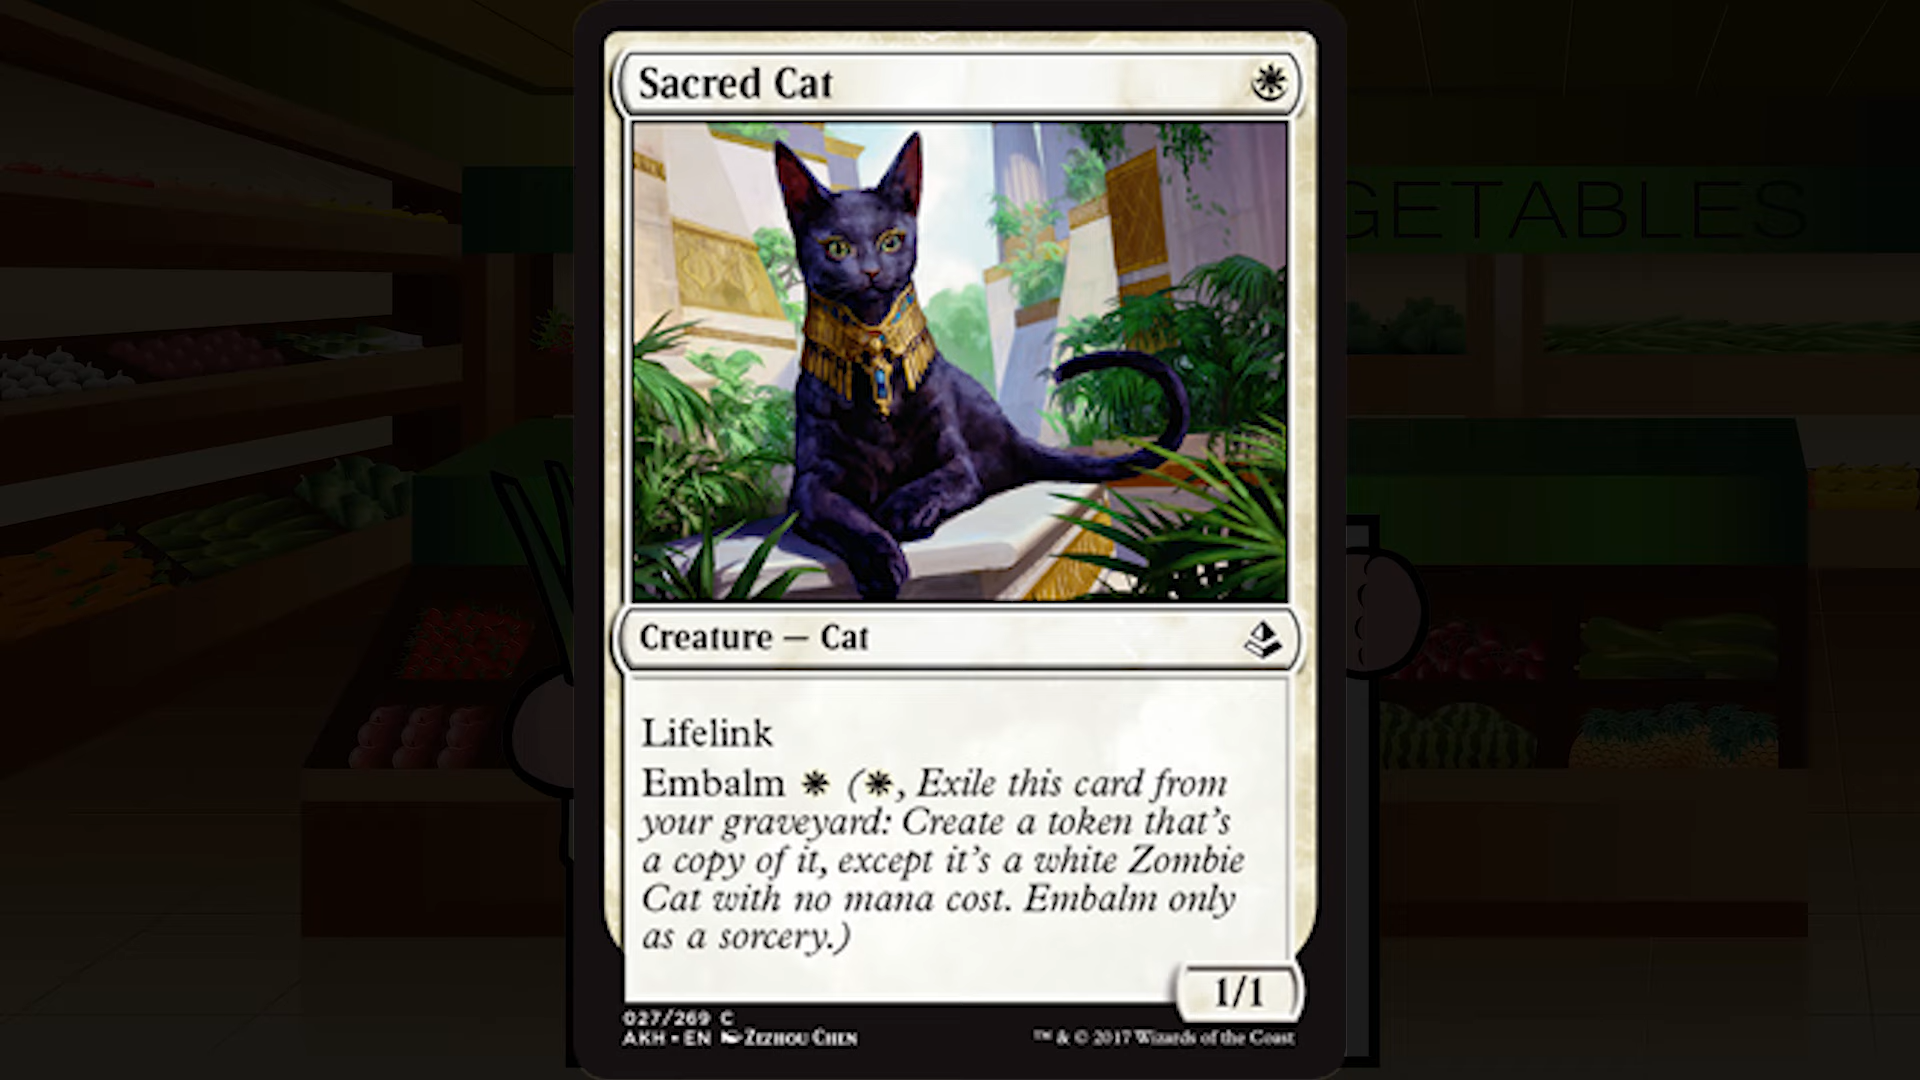 Sacred Cat
GETABLES
Creature — Cat
Lifelink
Embalm (, Exile this card from
your graveyard: Create a token that's
a copy of it, except it's a white Zombie
Cat with no mana cost. Embalm only
as a sorcery.)
1/1
027/269 C
AKH • EN Zizhou Chen
™ & © 2017 Wizards of the Coast